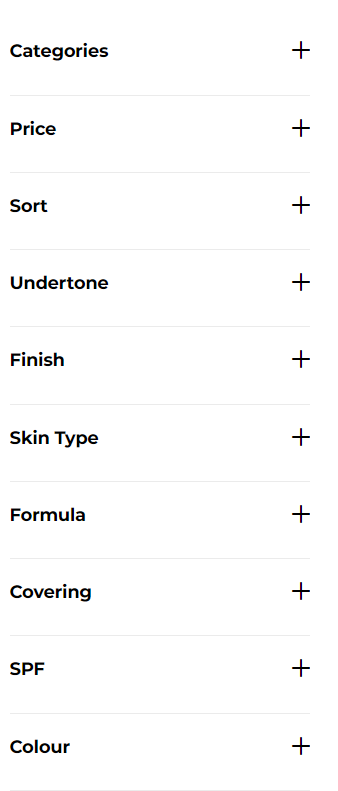 Categories
Price
Sort
Undertone
Finish
Skin Type
Formula
Covering
SPF
Colour